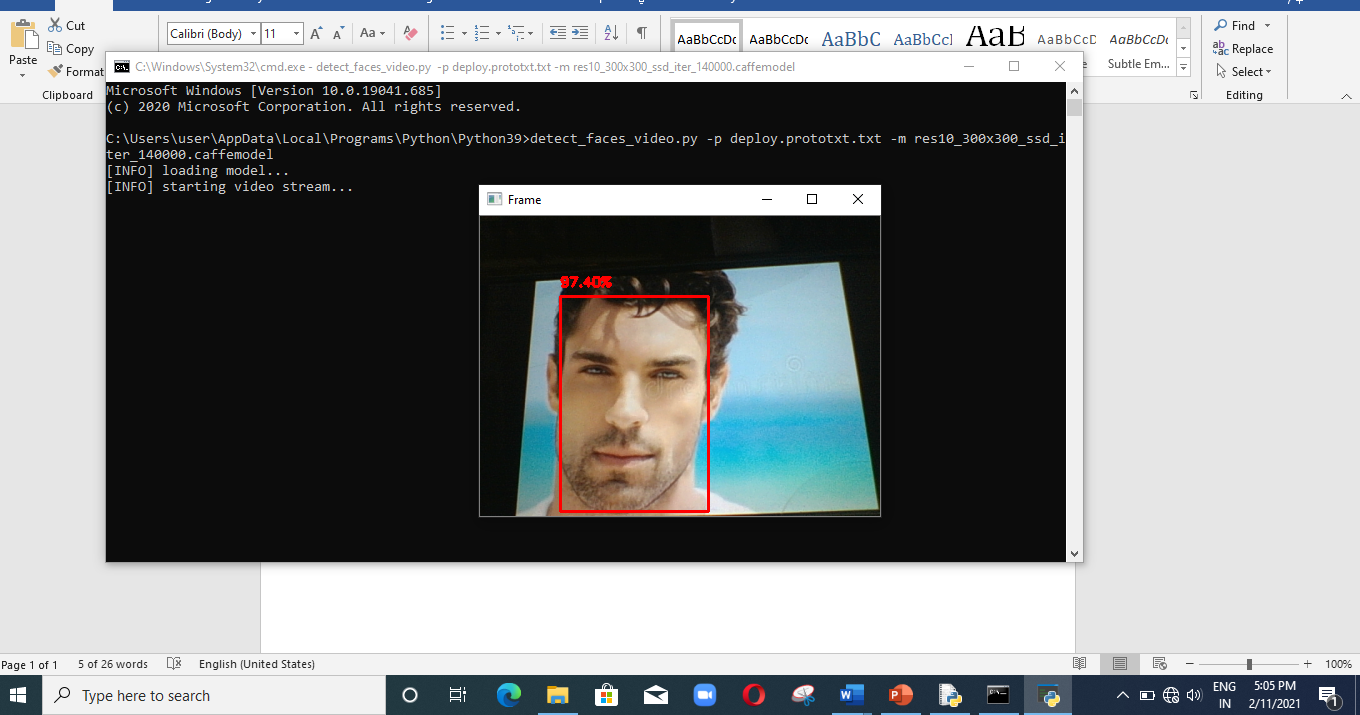 Cut
Calibri (Body) 11 Aa
AaBbCcDc AaBbCcDc AaBbC AaBbCcI AaB AaBbCcD AaBbCcDc
Find
Copy
Replace
Paste
Format
Subtle Em...
Select
Clipboard
Editing
C:\Windows\System32\cmd.exe - detect_faces_video.py -p deploy.prototxt.txt -m res10_300x300_ssd_iter_140000.caffemodel
Microsoft Windows [Version 10.0.19041.685]
(c) 2020 Microsoft Corporation. All rights reserved.
C:\Users\user\AppData\Local\Programs\Python\Python39>detect_faces_video.py -p deploy.prototxt.txt -m res10_300x300_ssd_i
ter_140000.caffemodel
[INFO] loading model...
[INFO] starting video stream...
Frame
97.40%
Page 1 of 1 5 of 26 words English (United States) 100%
Type here to search
ENG
IN
5:05 PM
2/11/2021
1